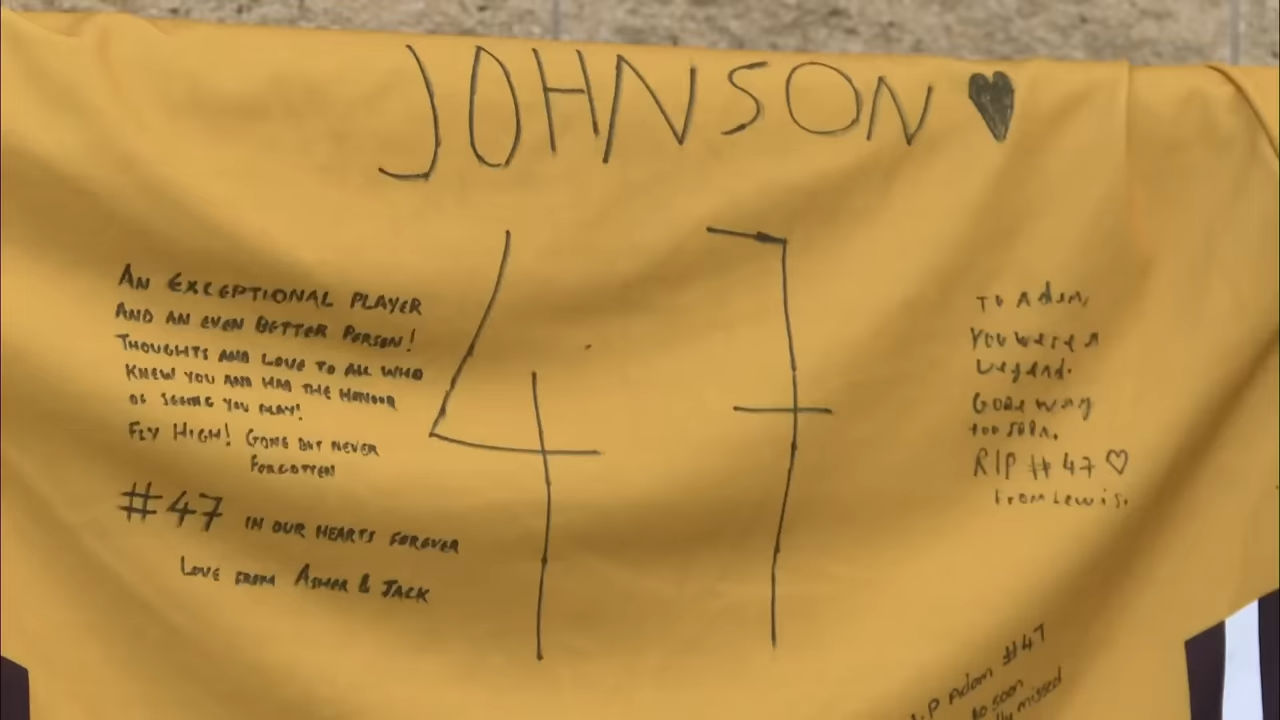 JOHNSON ♥
47
AN EXCEPTIONAL PLAYER
AND AN EVEN BETTER PERSON!
THOUGHTS AND LOVE TO ALL WHO
KNEW YOU AND HAD THE HONOUR
OF SEEING YOU PLAY!
FLY HIGH! GONE BUT NEVER
FORGOTTEN
#47 IN OUR HEARTS FOREVER
LOVE FROM & JACK
To Adam,
You were a
Legend.
Gone way
too soon.
RIP #47 ♡
from Lewis.
Adam #47
so soon
missed